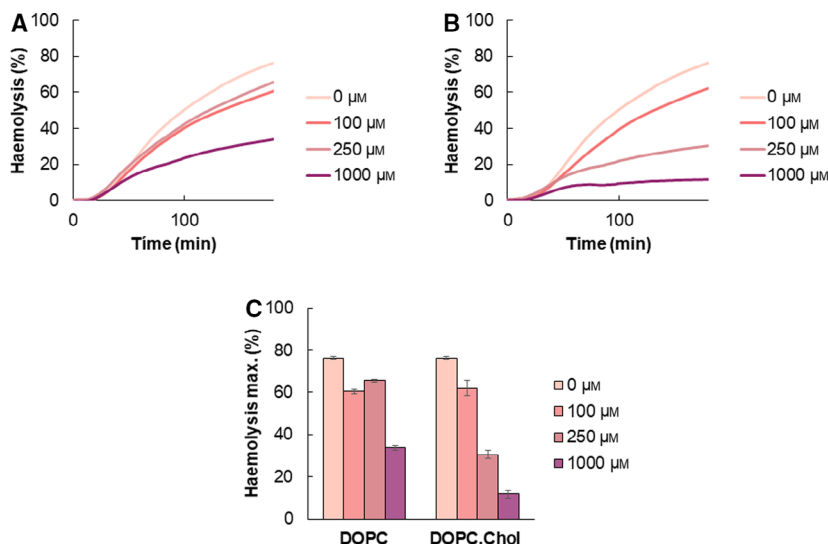 A
100
80
60
40
20
0
Haemolysis (%)
0
100
Time (min)
0 µM
100 µM
250 µM
1000 µM
B
100
80
60
40
20
0
Haemolysis (%)
0
100
Time (min)
0 µM
100 µM
250 µM
1000 µM
C
100
80
60
40
20
0
Haemolysis max. (%)
DOPC
DOPC.Chol
0 µM
100 µM
250 µM
1000 µM